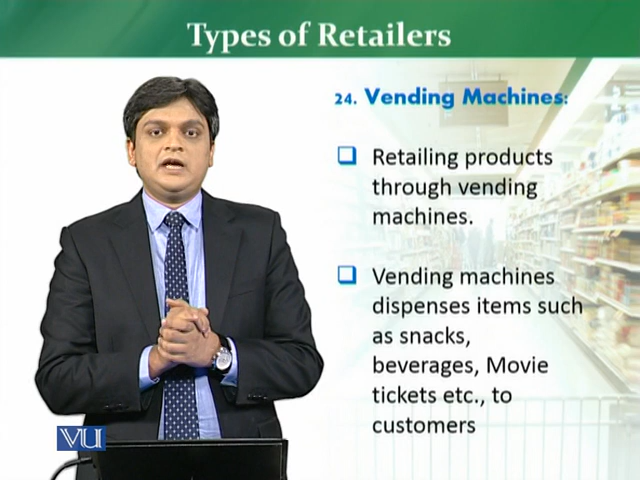 Types of Retailers
24. Vending Machines:
Retailing products
through vending
machines.
Vending machines
dispenses items such
as snacks,
beverages, Movie
tickets etc., to
customers
VU